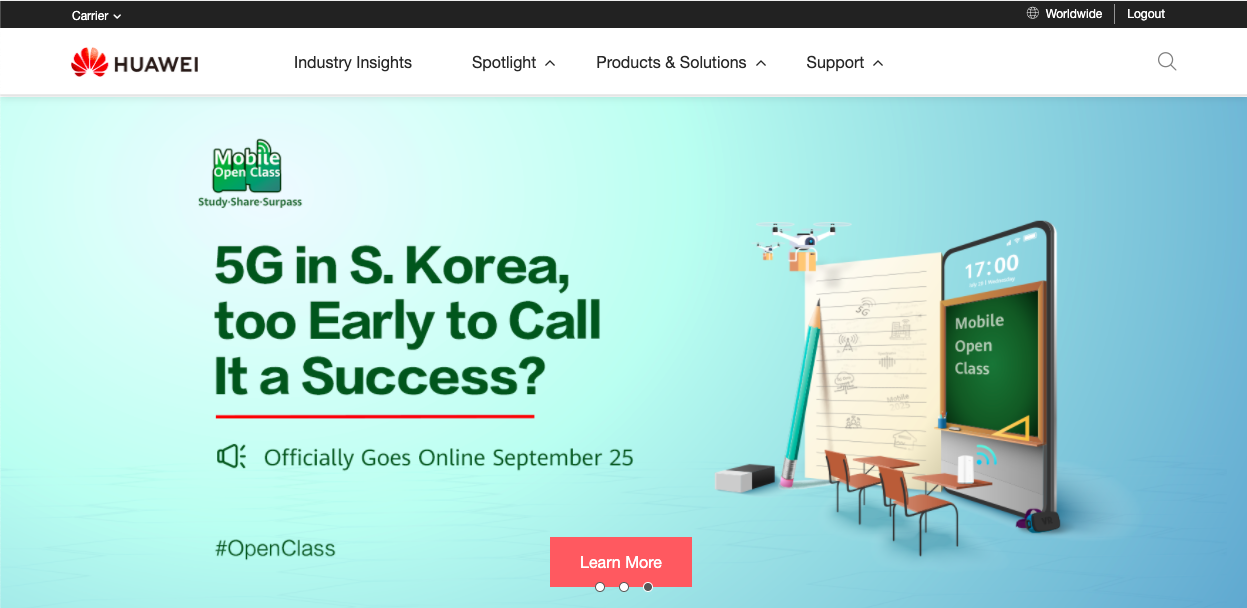 Carrier
Worldwide
Logout
HUAWEI
Industry Insights
Spotlight
Products & Solutions
Support
Mobile
Open Class
Study·Share·Surpass
5G in S. Korea,
too Early to Call
It a Success?
Officially Goes Online September 25
#OpenClass
Learn More
17:00
Mobile
Open
Class